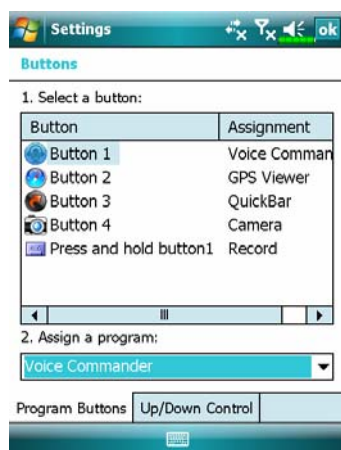 Settings ok
Buttons
1. Select a button:
Button Assignment
Button 1 Voice Comman
Button 2 GPS Viewer
Button 3 QuickBar
Button 4 Camera
Press and hold button1 Record
2. Assign a program:
Voice Commander
Program Buttons Up/Down Control